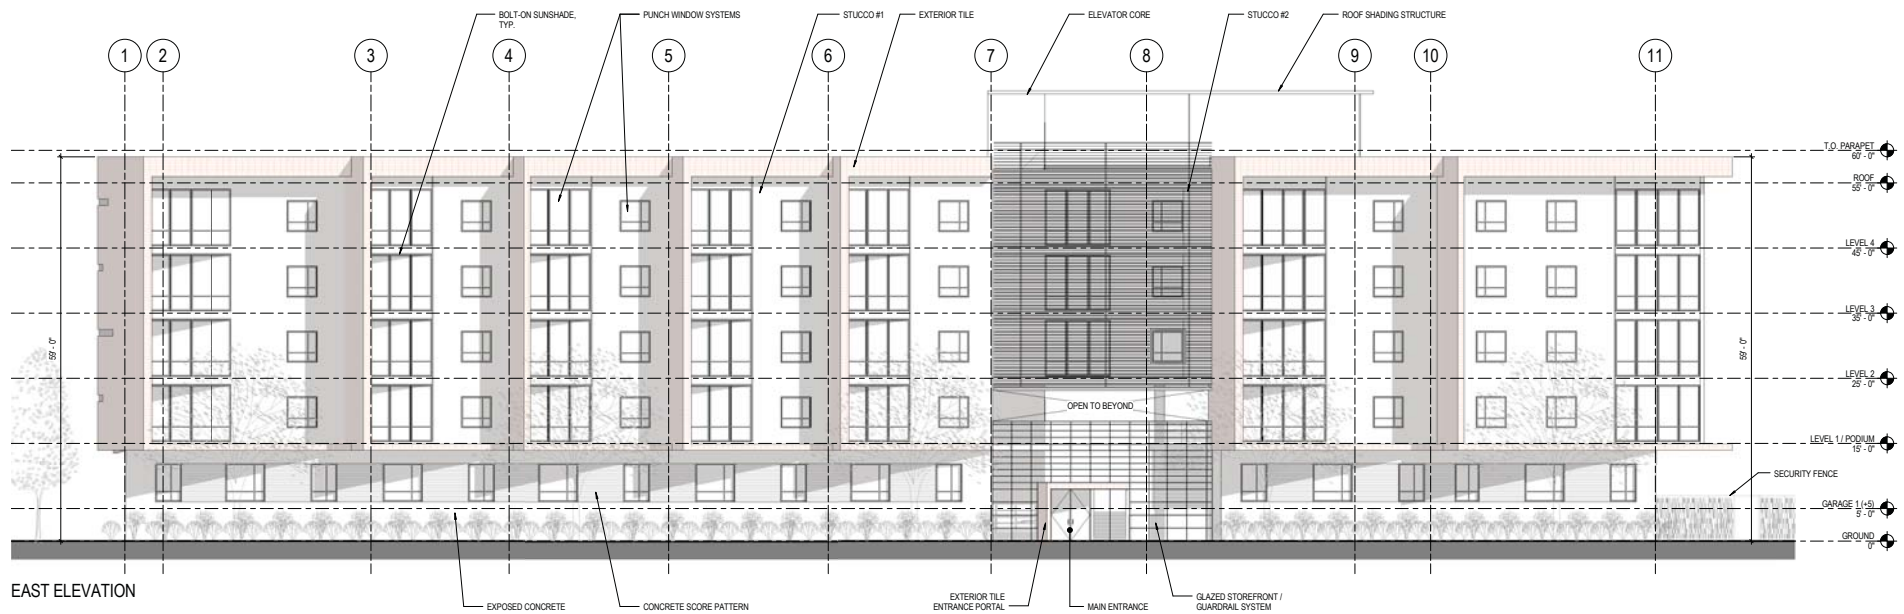 BOLT-ON SUNSHADE,
TYP.
PUNCH WINDOW SYSTEMS
STUCCO #1
EXTERIOR TILE
ELEVATOR CORE
STUCCO #2
ROOF SHADING STRUCTURE
1
2
3
4
5
6
7
8
9
10
11
T.O. PARAPET
60' - 0"
ROOF
55' - 0"
LEVEL 4
45' - 0"
LEVEL 3
35' - 0"
59' - 0"
59' - 0"
LEVEL 2
25' - 0"
OPEN TO BEYOND
LEVEL 1 / PODIUM
15' - 0"
SECURITY FENCE
GARAGE 1 (+5)
5' - 0"
GROUND
0"
EAST ELEVATION
EXPOSED CONCRETE
CONCRETE SCORE PATTERN
EXTERIOR TILE
ENTRANCE PORTAL
MAIN ENTRANCE
GLAZED STOREFRONT /
GUARDRAIL SYSTEM